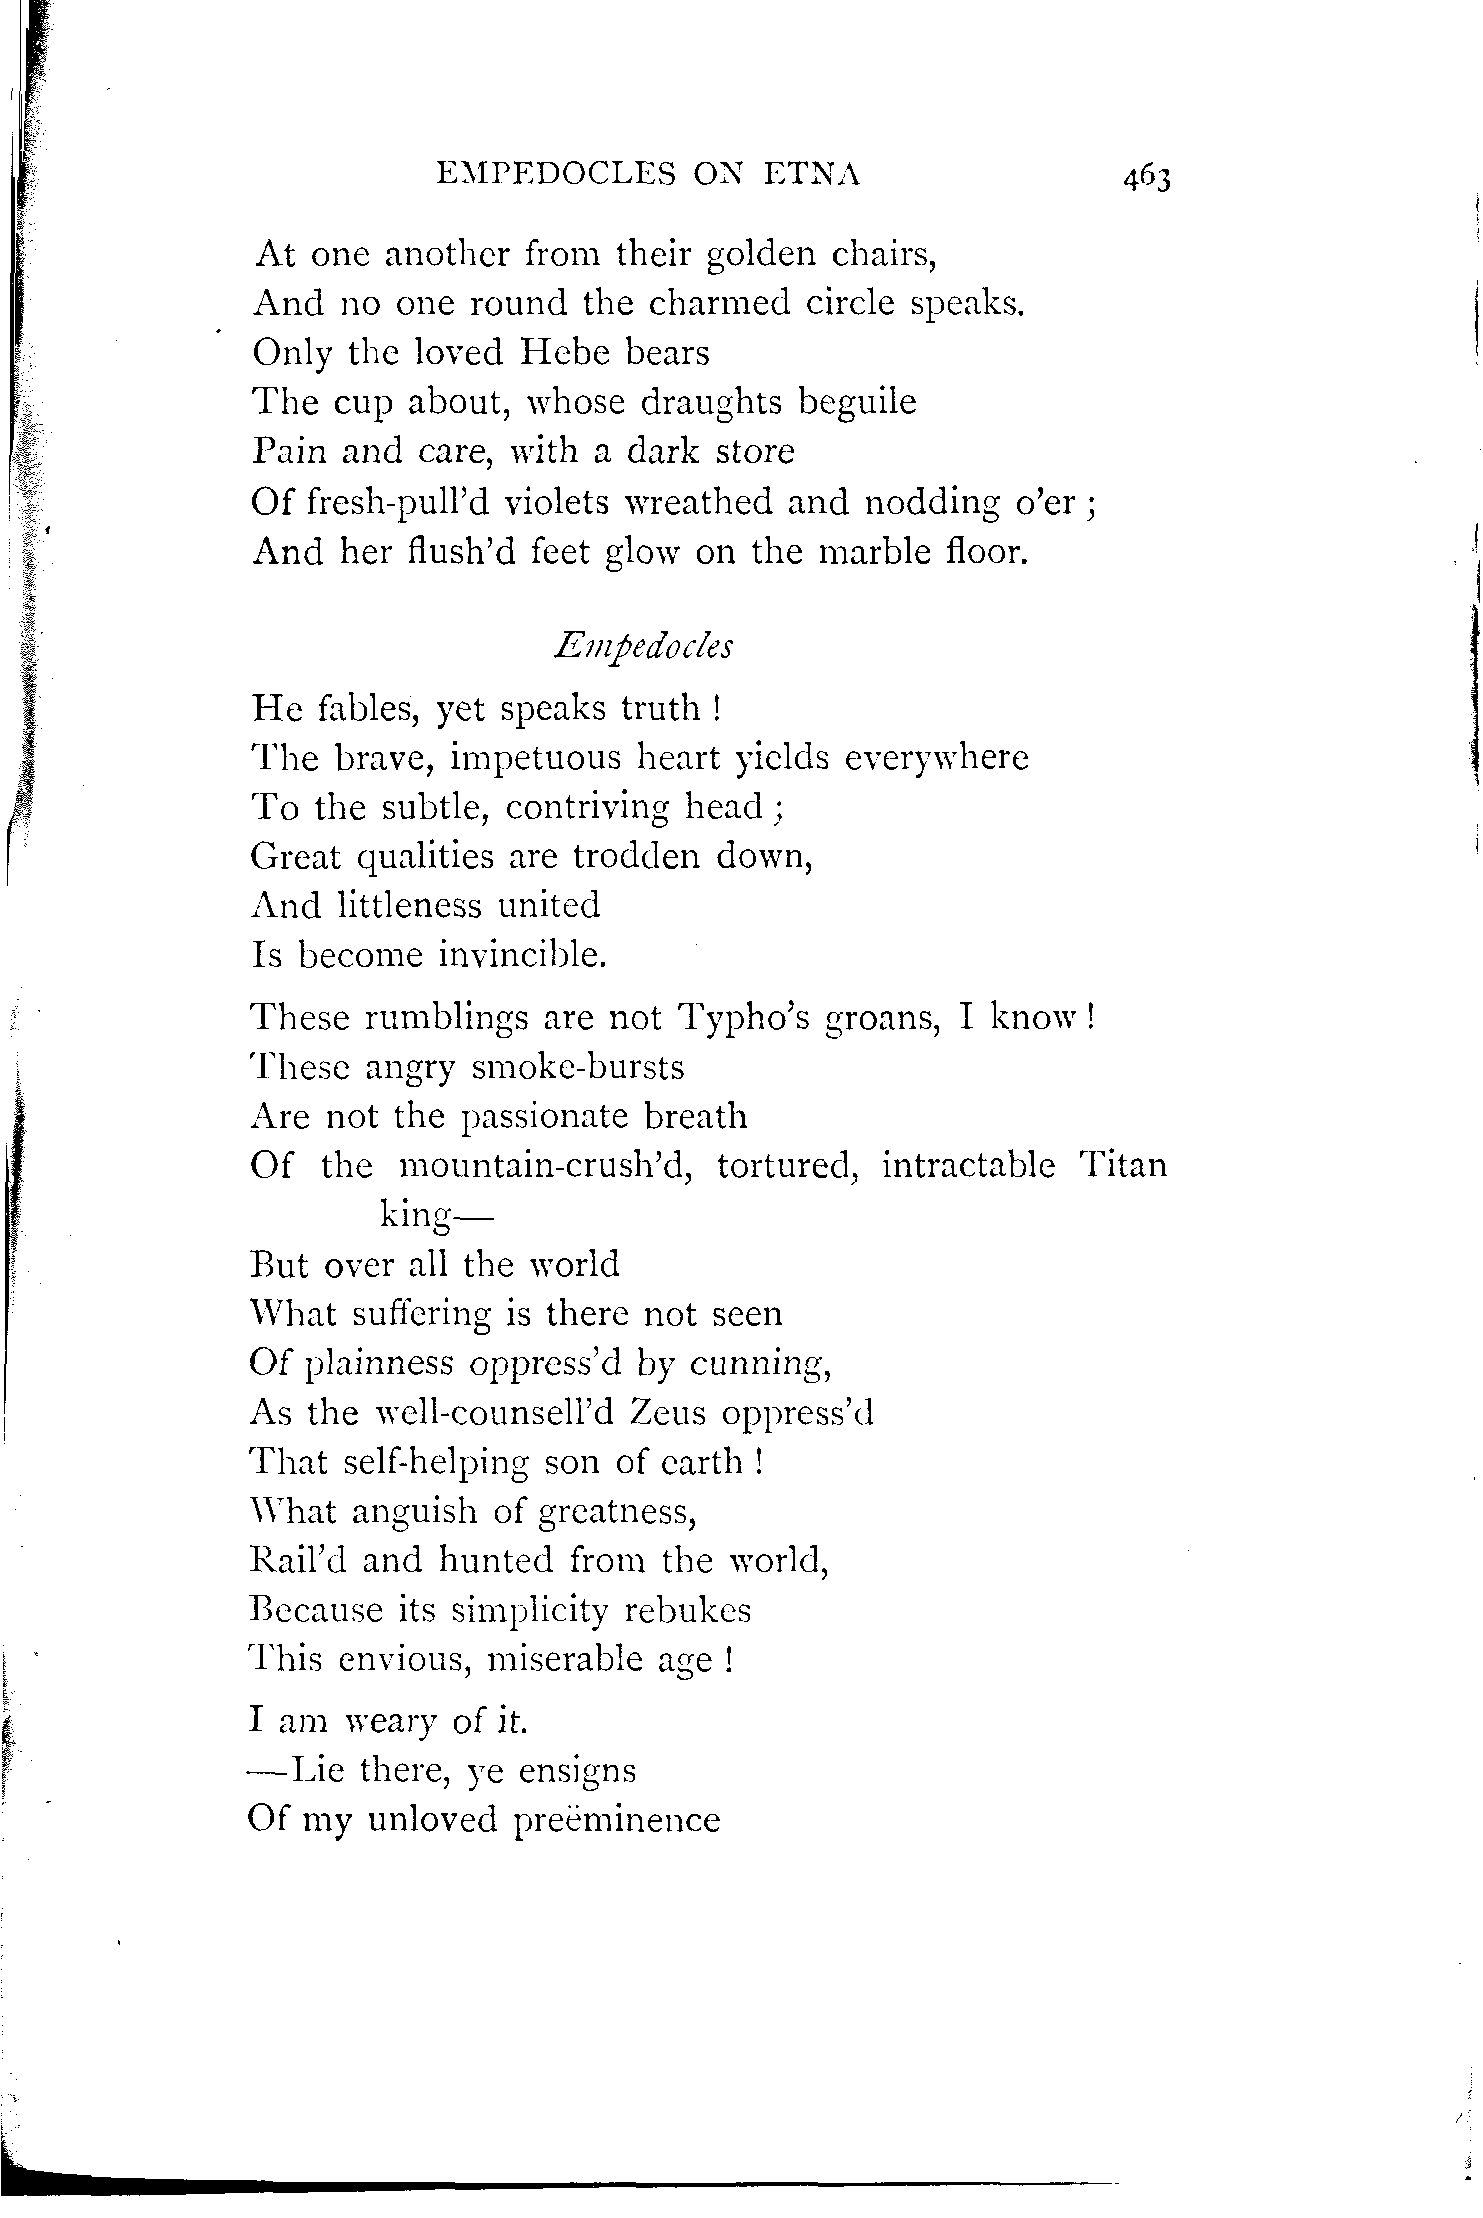 EMPEDOCLES ON ETNA 463
At one another from their golden chairs,
And no one round the charmed circle speaks.
Only the loved Hebe bears
The cup about, whose draughts beguile
Pain and care, with a dark store
Of fresh-pull'd violets wreathed and nodding o'er ;
And her flush'd feet glow on the marble floor.
Empedocles
He fables, yet speaks truth !
The brave, impetuous heart yields everywhere
To the subtle, contriving head ;
Great qualities are trodden down,
And littleness united
Is become invincible.
These rumblings are not Typho's groans, I know !
These angry smoke-bursts
Are not the passionate breath
Of the mountain-crush'd, tortured, intractable Titan
king—
But over all the world
What suffering is there not seen
Of plainness oppress'd by cunning,
As the well-counsell'd Zeus oppress'd
That self-helping son of earth !
What anguish of greatness,
Rail'd and hunted from the world,
Because its simplicity rebukes
This envious, miserable age !
I am weary of it.
—Lie there, ye ensigns
Of my unloved preëminence